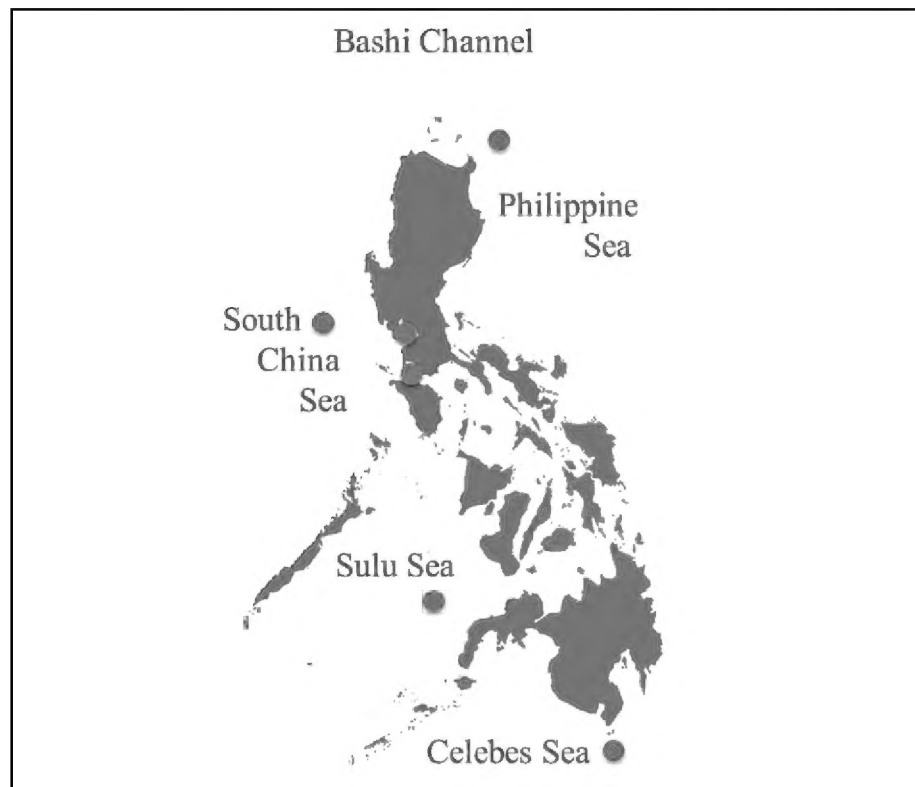 Bashi Channel
Philippine
Sea
South
China
Sea
Sulu Sea
Celebes Sea